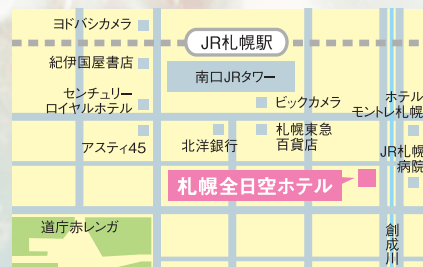 ヨドバシカメラ
JR札幌駅
紀伊国屋書店
南口JRタワー
センチュリー
ロイヤルホテル
ビックカメラ
ホテル
モントレ札幌
アスティ45
北洋銀行
札幌東急
百貨店
JR札幌
病院
札幌全日空ホテル
道庁赤レンガ
創成川